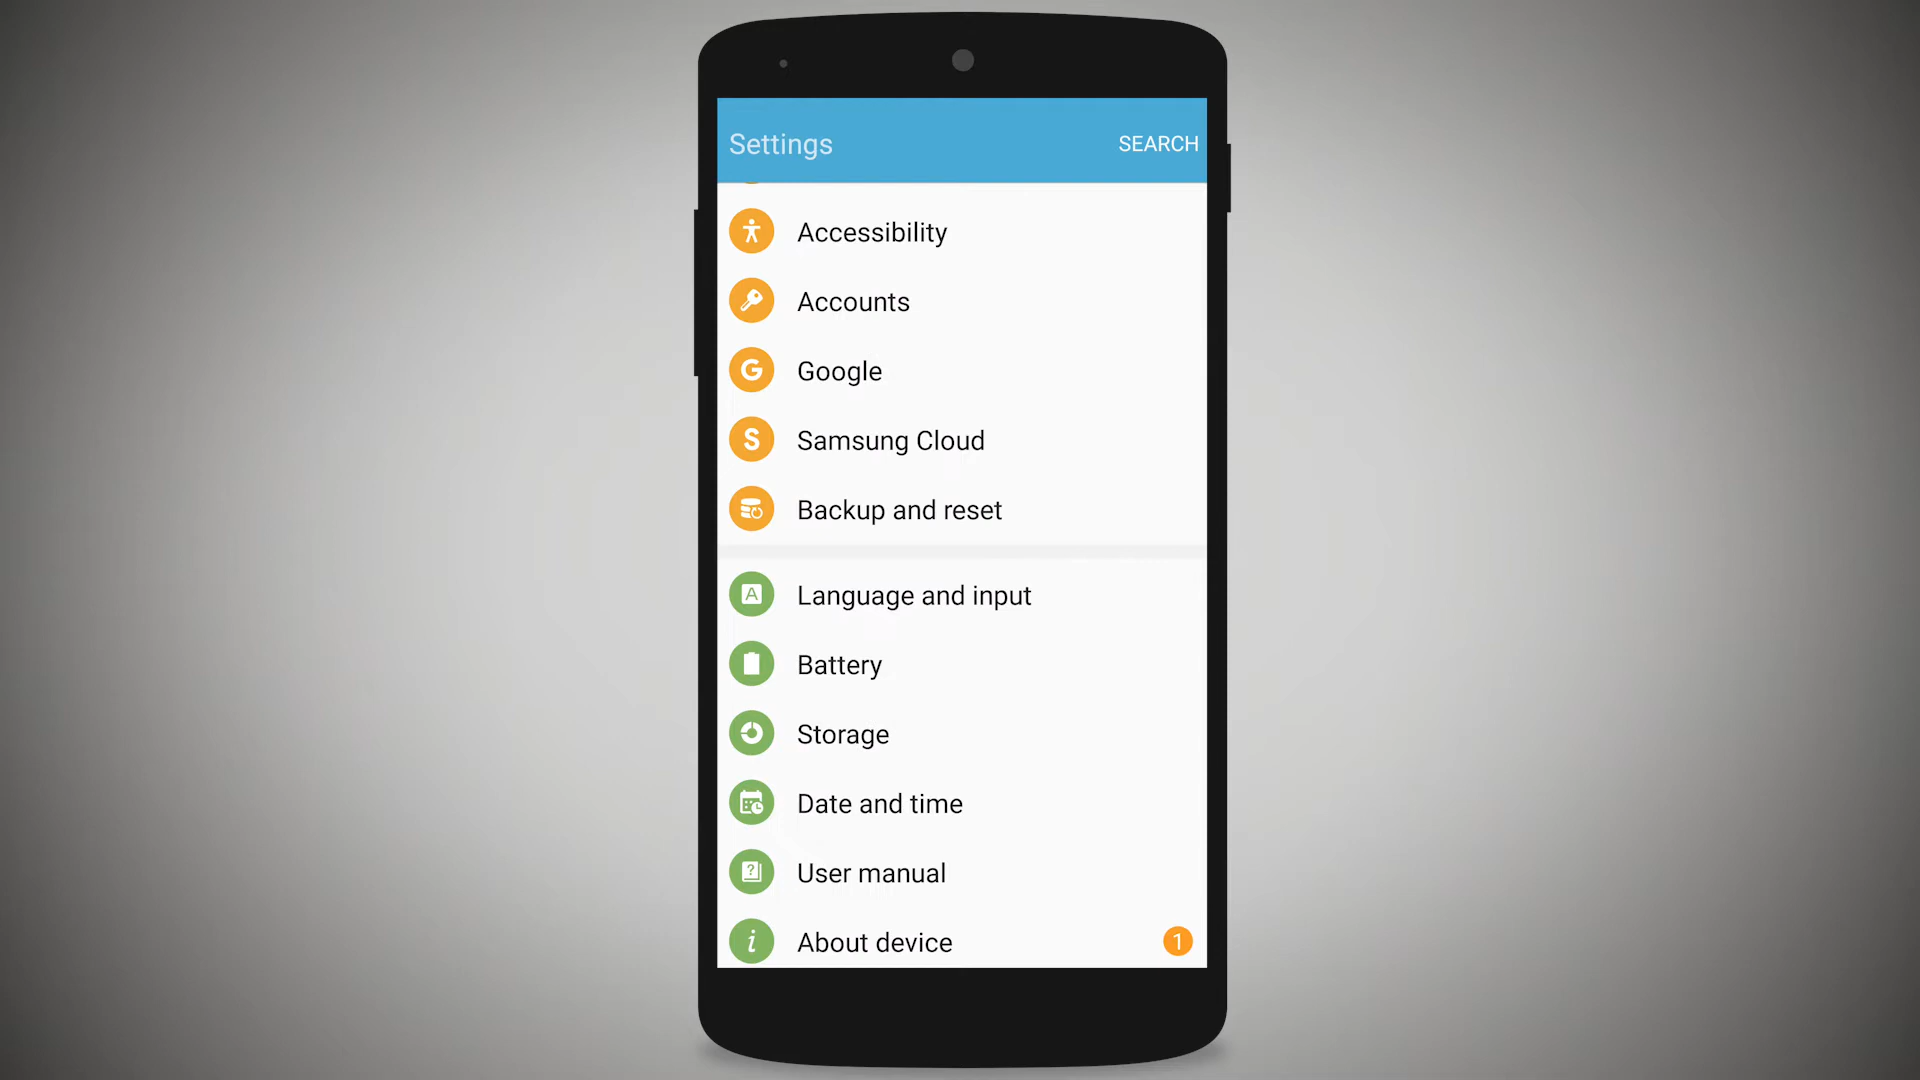 Settings
SEARCH
Accessibility
Accounts
G
Google
S
Samsung Cloud
Backup and reset
A
Language and input
Battery
Storage
Date and time
?
User manual
i
About device
1